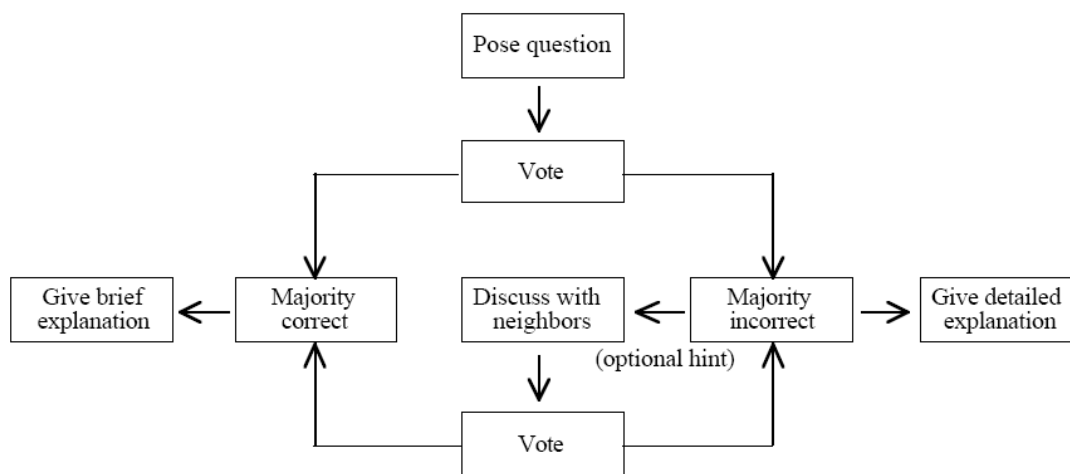 Pose question
Vote
Give brief
explanation
Majority
correct
Discuss with
neighbors
Majority
incorrect
Give detailed
explanation
(optional hint)
Vote